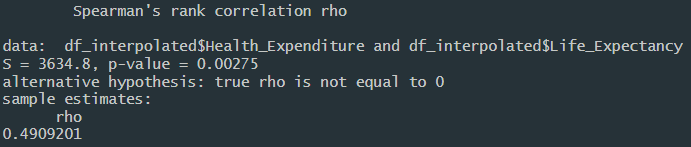 Spearman's rank correlation rho
data:  df_interpolated$Health_Expenditure and df_interpolated$Life_Expectancy
S = 3634.8, p-value = 0.00275
alternative hypothesis: true rho is not equal to 0
sample estimates:
rho
0.4909201